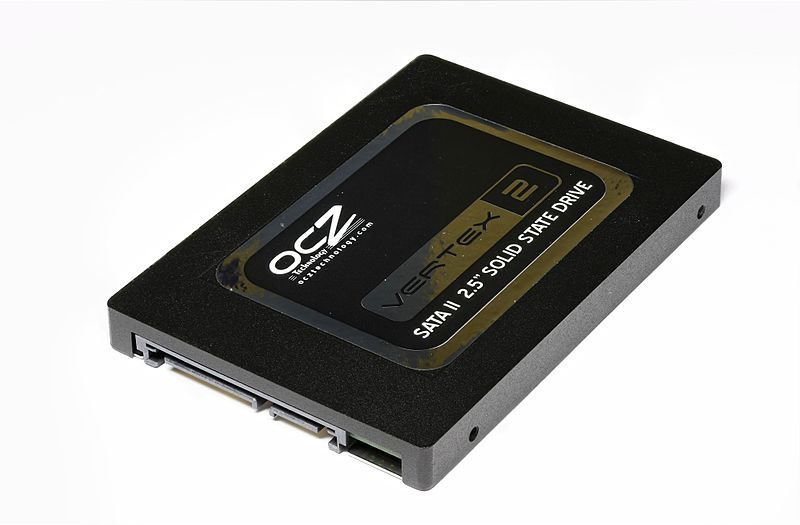 OCZ
Technology
ocztechnology.com
VERTEX 2
SATA II 2.5" SOLID STATE DRIVE